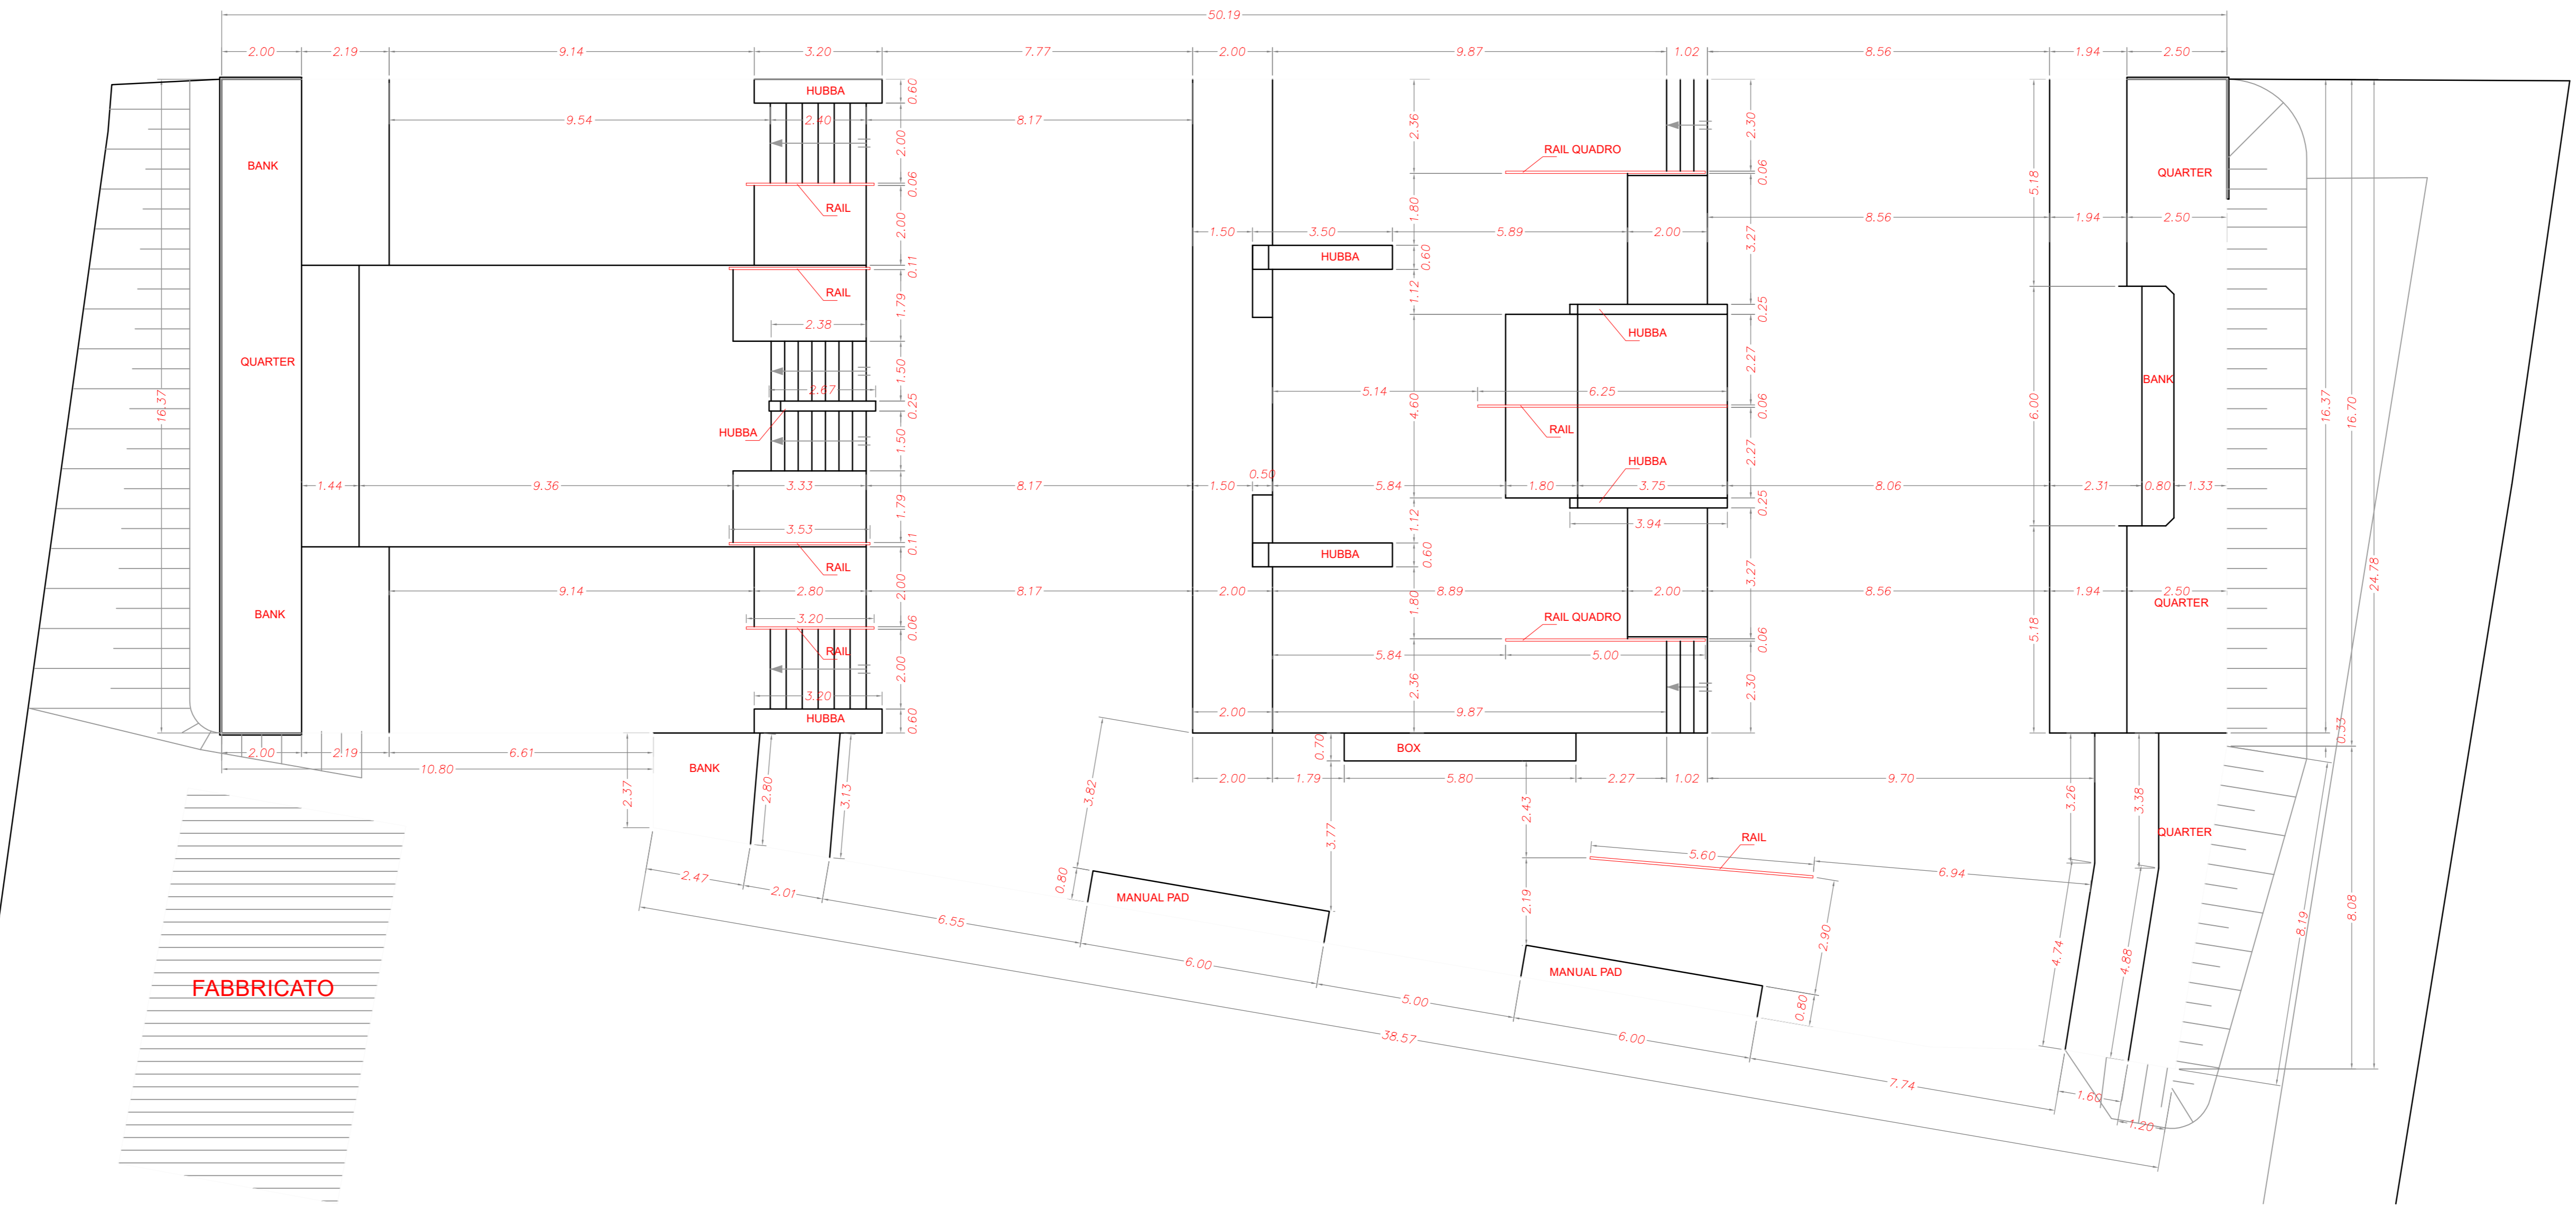 50.19
2.00 2.19 9.14 3.20 7.77 2.00 9.87 1.02 8.56 1.94 2.50
HUBBA
0.60
9.54 2.40 8.17
2.36
2.30
2.00
RAIL QUADRO
BANK
0.06
0.06
QUARTER
5.18
RAIL
1.80
2.00
8.56 1.94 2.50
1.50 3.50 5.89 2.00
3.27
HUBBA
0.60
0.11
RAIL
1.12
1.79
0.25
2.38
HUBBA
QUARTER
2.27
1.50
BANK
2.67
5.14 6.25
16.37
4.60
6.00
16.37
16.70
0.25
0.06
HUBBA
RAIL
1.50
HUBBA
2.27
0.50
1.44 9.36 3.33 8.17 1.50 5.84 1.80 3.75 8.06 2.31 0.80 1.33
1.79
0.25
3.53
3.94
1.12
0.11
HUBBA
0.60
RAIL
24.78
9.14 2.80 8.17 2.00 8.89 2.00 8.56 1.94 2.50
2.00
1.80
3.27
QUARTER
BANK
3.20
RAIL QUADRO
0.06
0.06
5.18
RAIL
5.84 5.00
2.00
2.36
2.30
3.20
HUBBA
0.60
2.00 9.87
0.33
2.00 2.19 6.61
BOX
0.70
10.80
BANK
2.00 1.79 5.80 2.27 1.02 9.70
2.37
2.80
3.13
3.82
2.43
3.26
3.38
3.77
RAIL
QUARTER
5.60
6.94
2.47
2.01
0.80
MANUAL PAD
2.19
6.55
2.90
8.19
8.08
4.74
4.88
6.00
MANUAL PAD
FABBRICATO
5.00
0.80
38.57
6.00
7.74
1.60
1.20